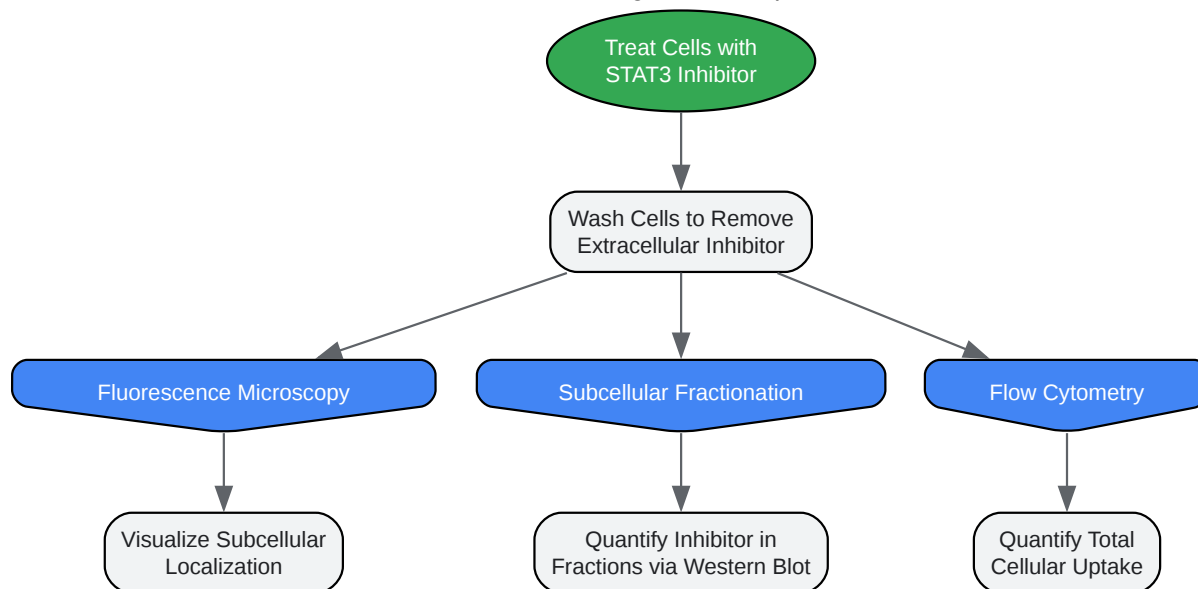 Treat Cells with
STAT3 Inhibitor
Wash Cells to Remove
Extracellular Inhibitor
Fluorescence Microscopy
Subcellular Fractionation
Flow Cytometry
Visualize Subcellular
Localization
Quantify Inhibitor in
Fractions via Western Blot
Quantify Total
Cellular Uptake